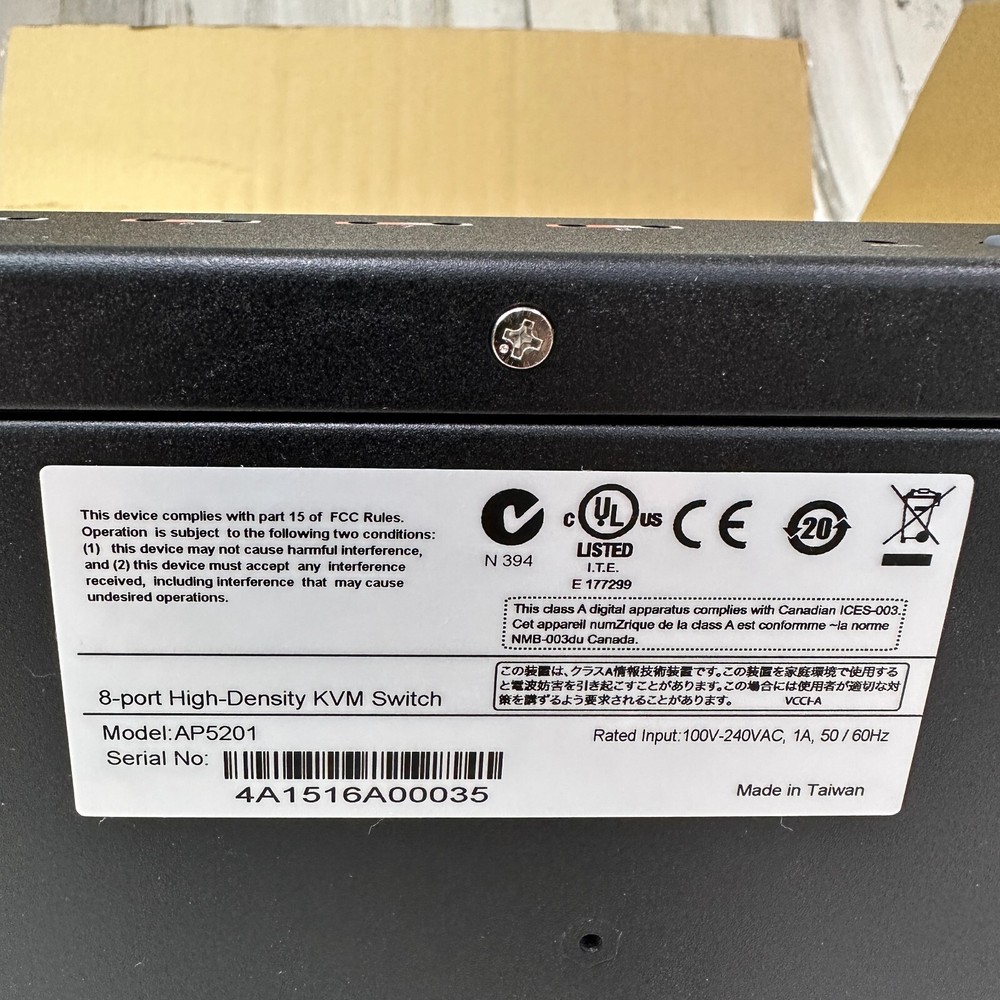 This device complies with part 15 of FCC Rules.
Operation is subject to the following two conditions:
(1) this device may not cause harmful interference,
and (2) this device must accept any interference
received, including interference that may cause
undesired operations.
N 394
C UL US
LISTED
I.T.E.
E 177299
CE
20
This class A digital apparatus complies with Canadian ICES-003.
Cet appareil numZrique de la class A est conformme ~la norme
NMB-003du Canada.
8-port High-Density KVM Switch
この装置は、クラスA情報技術装置です。この装置を家庭環境で使用する
と電波妨害を引き起こすことがあります。この場合には使用者が適切な対
策を講ずるよう要求されることがあります。 VCCI-A
Model:AP5201
Rated Input:100V-240VAC, 1A, 50 / 60Hz
Serial No:
4A1516A00035
Made in Taiwan